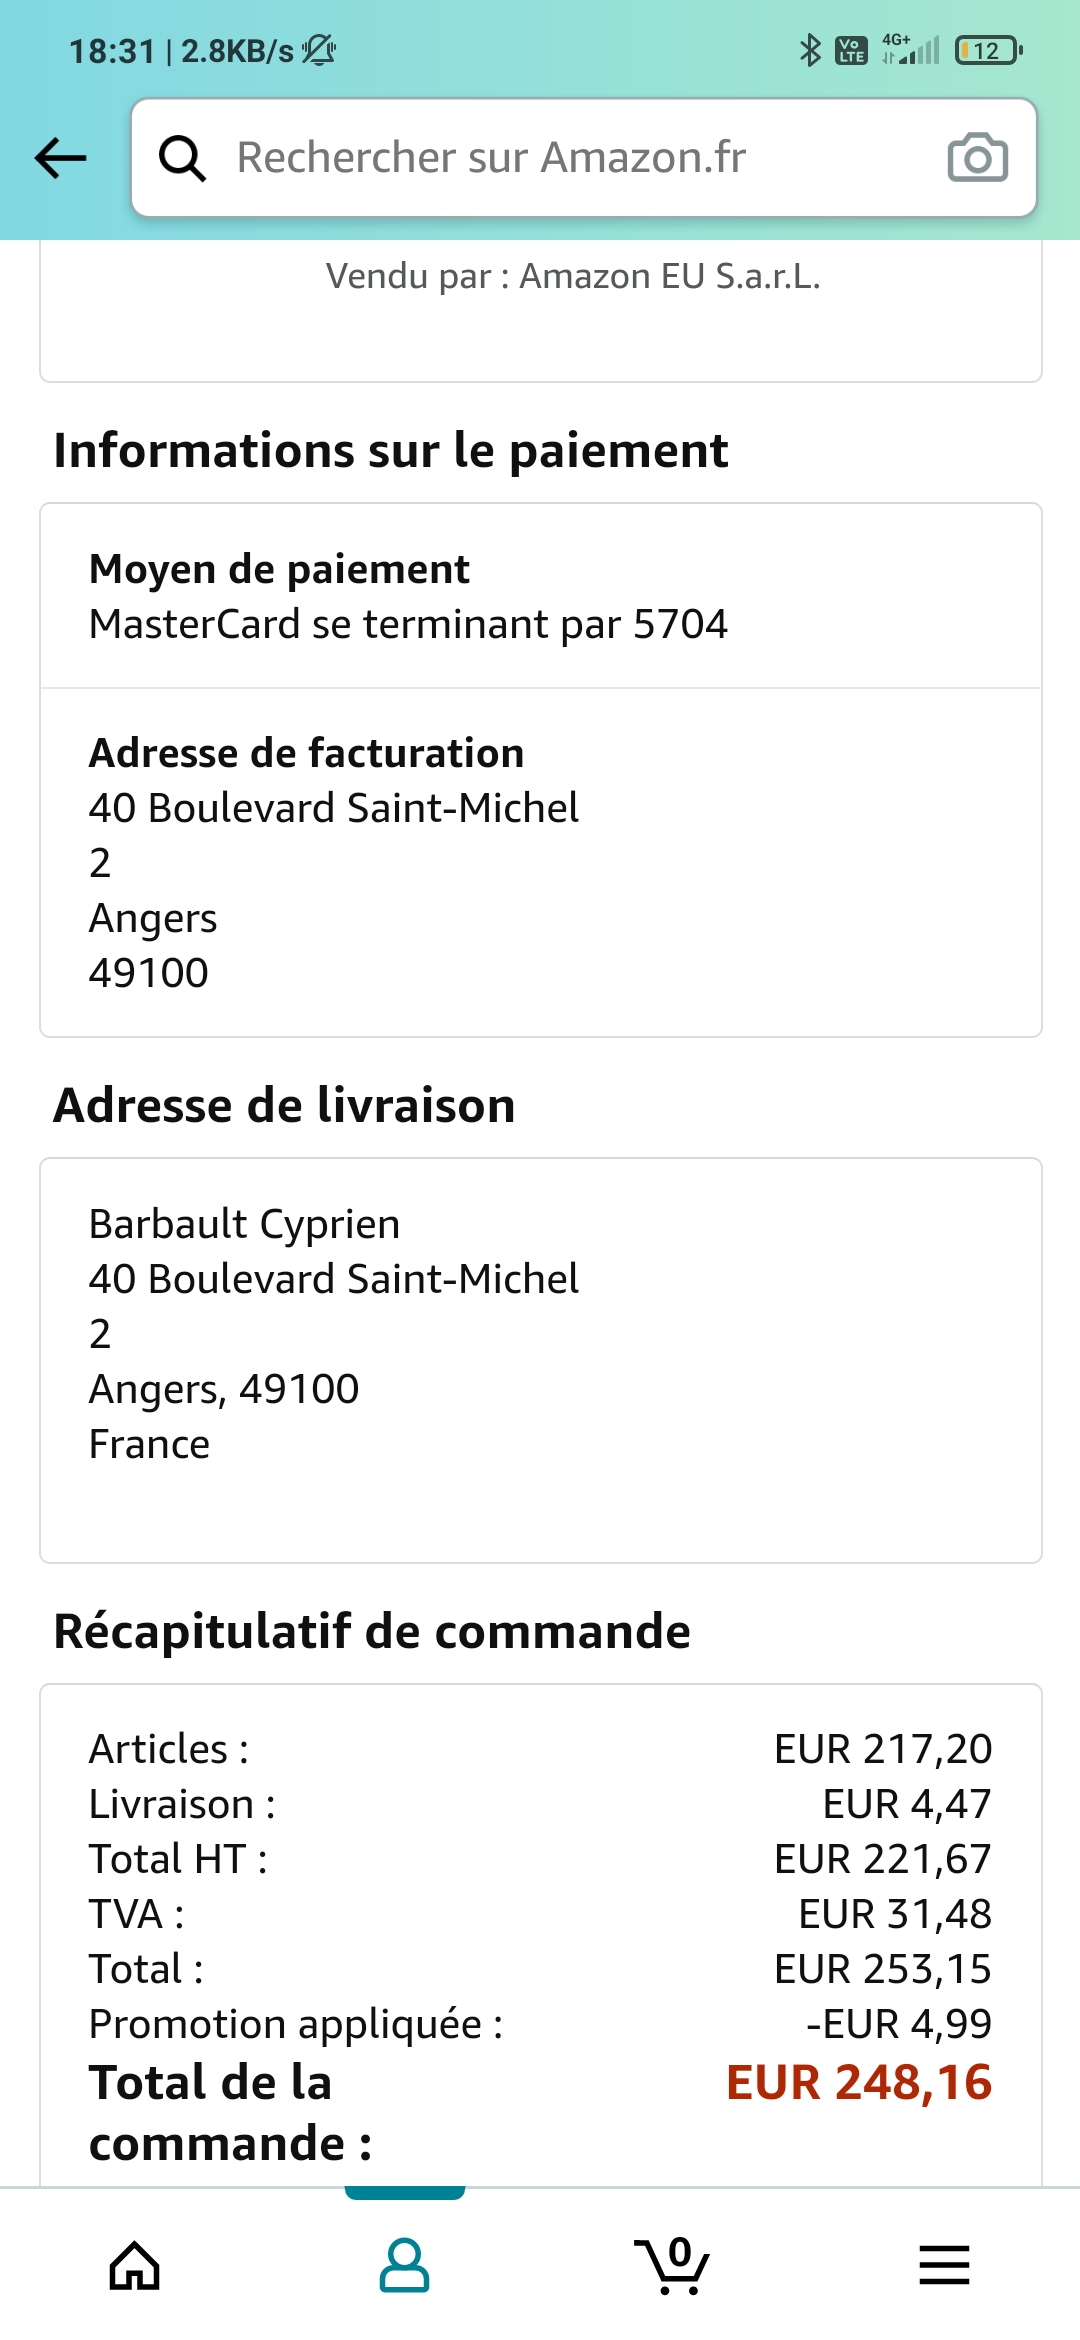 18:31 | 2.8KB/s
Vo LTE 4G+ 12
Rechercher sur Amazon.fr
Vendu par : Amazon EU S.a.r.L.
Informations sur le paiement
Moyen de paiement
MasterCard se terminant par 5704
Adresse de facturation
40 Boulevard Saint-Michel
2
Angers
49100
Adresse de livraison
Barbault Cyprien
40 Boulevard Saint-Michel
2
Angers, 49100
France
Récapitulatif de commande
Articles : EUR 217,20
Livraison : EUR 4,47
Total HT : EUR 221,67
TVA : EUR 31,48
Total : EUR 253,15
Promotion appliquée : -EUR 4,99
Total de la EUR 248,16
commande :
0